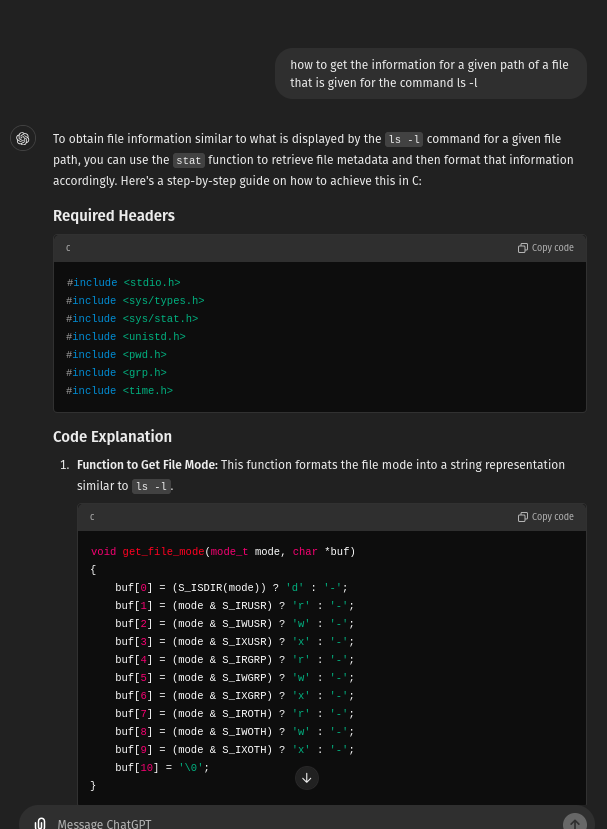 how to get the information for a given path of a file
that is given for the command ls -l
To obtain file information similar to what is displayed by the ls -l command for a given file
path, you can use the stat function to retrieve file metadata and then format that information
accordingly. Here's a step-by-step guide on how to achieve this in C:
Required Headers
c
Copy code
#include <stdio.h>
#include <sys/types.h>
#include <sys/stat.h>
#include <unistd.h>
#include <pwd.h>
#include <grp.h>
#include <time.h>
Code Explanation
1. Function to Get File Mode: This function formats the file mode into a string representation
similar to ls -l.
c
Copy code
void get_file_mode(mode_t mode, char *buf)
{
    buf[0] = (S_ISDIR(mode)) ? 'd' : '-';
    buf[1] = (mode & S_IRUSR) ? 'r' : '-';
    buf[2] = (mode & S_IWUSR) ? 'w' : '-';
    buf[3] = (mode & S_IXUSR) ? 'x' : '-';
    buf[4] = (mode & S_IRGRP) ? 'r' : '-';
    buf[5] = (mode & S_IWGRP) ? 'w' : '-';
    buf[6] = (mode & S_IXGRP) ? 'x' : '-';
    buf[7] = (mode & S_IROTH) ? 'r' : '-';
    buf[8] = (mode & S_IWOTH) ? 'w' : '-';
    buf[9] = (mode & S_IXOTH) ? 'x' : '-';
    buf[10] = '\0';
}
Message ChatGPT